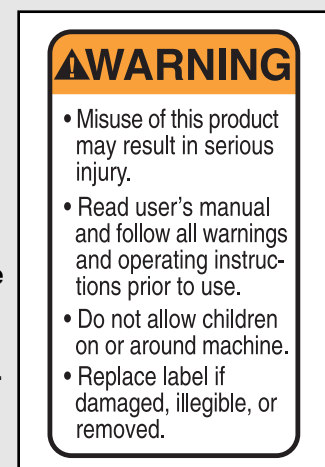 WARNING
• Misuse of this product
may result in serious
injury.
• Read user's manual
and follow all warnings
and operating instruc-
tions prior to use.
• Do not allow children
on or around machine.
• Replace label if
damaged, illegible, or
removed.